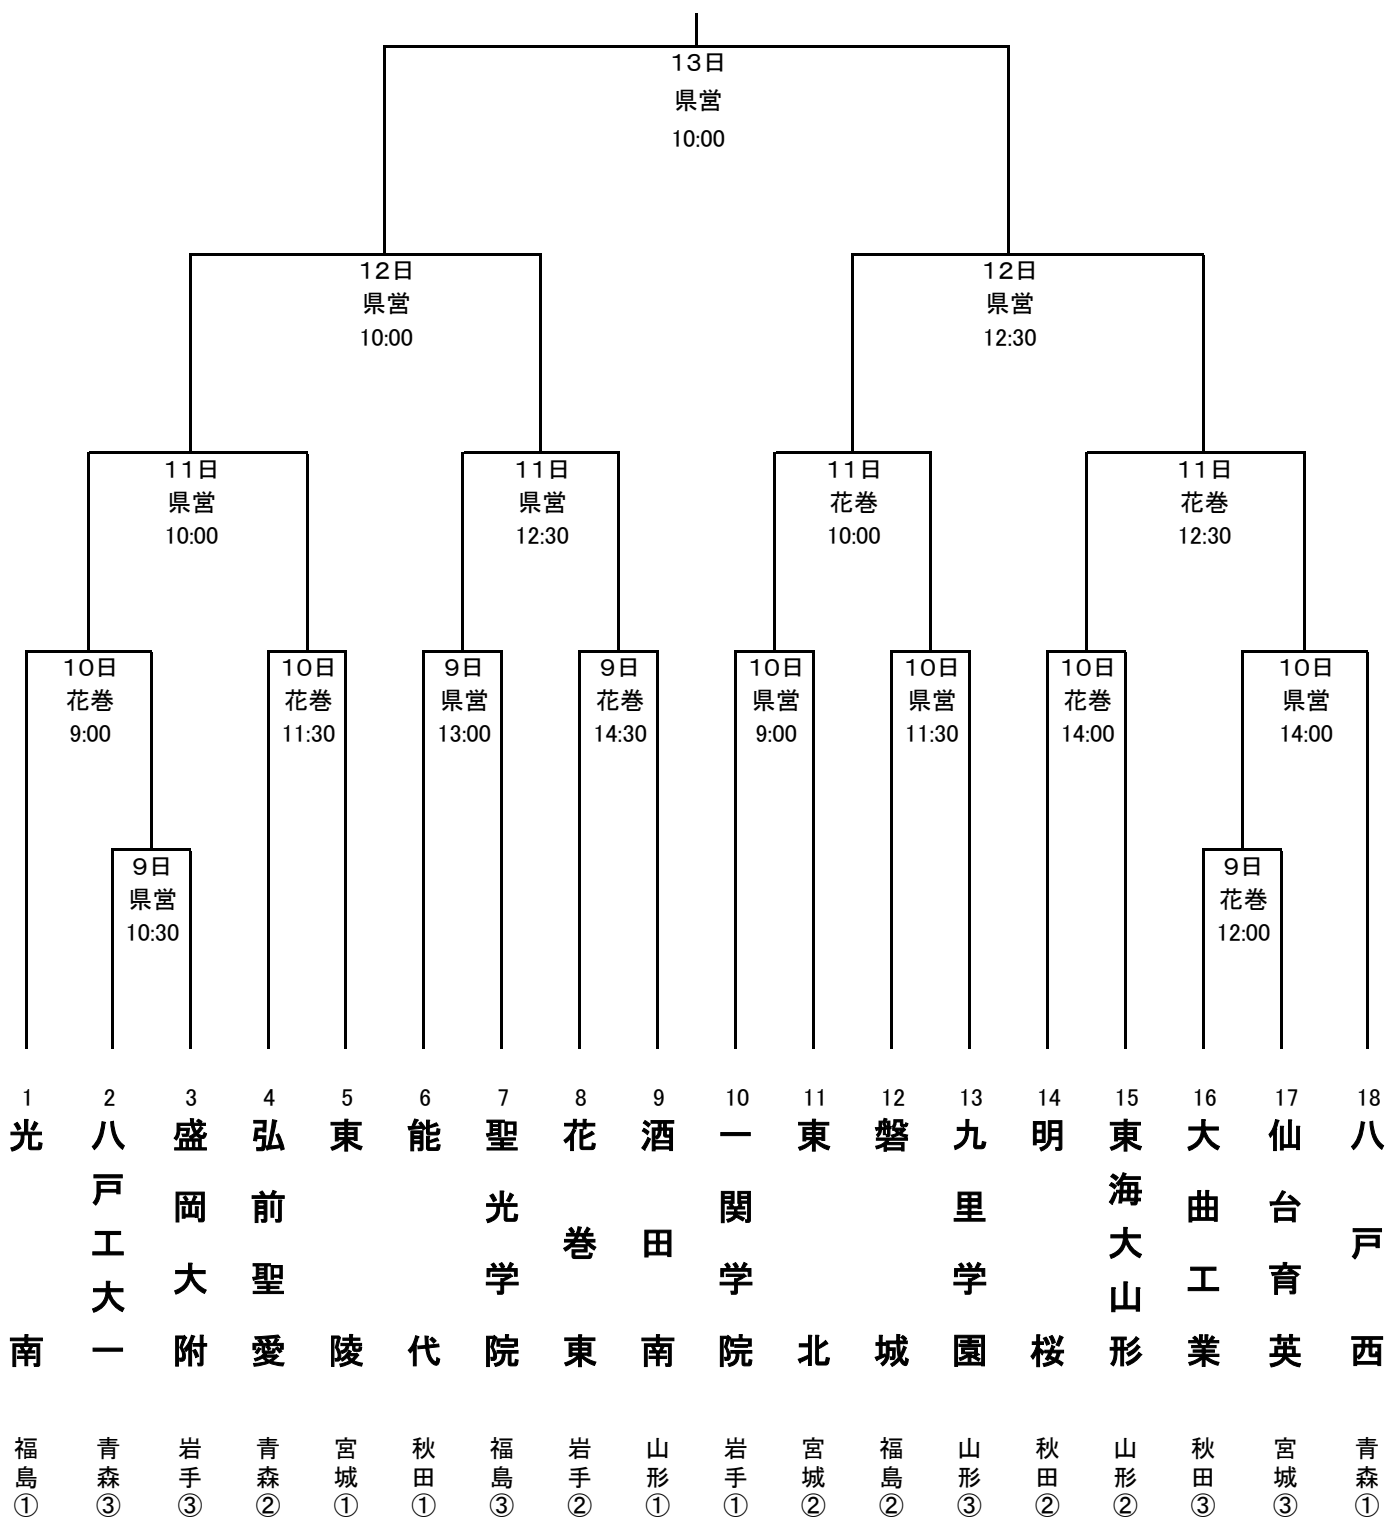 13日
県営
10:00
12日
県営
10:00
12日
県営
12:30
11日
県営
10:00
11日
県営
12:30
11日
花巻
10:00
11日
花巻
12:30
10日
花巻
9:00
10日
花巻
11:30
9日
県営
13:00
9日
花巻
14:30
10日
県営
9:00
10日
県営
11:30
10日
花巻
14:00
10日
県営
14:00
9日
県営
10:30
9日
花巻
12:00
1
光南
福島①
2
八戸工大一
青森③
3
盛岡大附
岩手③
4
弘前聖愛
青森②
5
東陵
宮城①
6
能代
秋田①
7
聖光学院
福島③
8
花巻東
岩手②
9
酒田南
山形①
10
一関学院
岩手①
11
東北
宮城②
12
磐城
福島②
13
九里学園
山形③
14
明桜
秋田②
15
東海大山形
山形②
16
大曲工業
秋田③
17
仙台育英
宮城③
18
八戸西
青森①